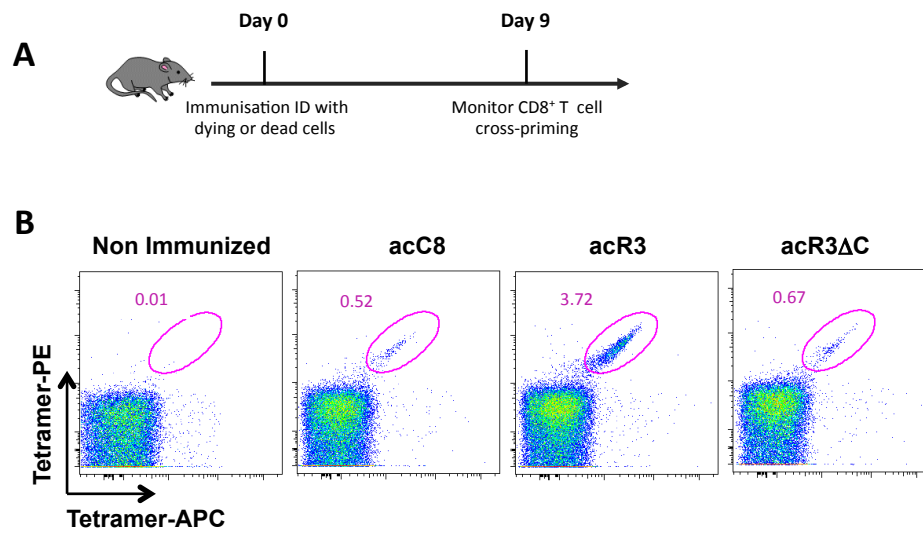 A
Day 0
Day 9
Immunisation ID with
dying or dead cells
Monitor CD8⁺ T cell
cross-priming
B
Non Immunized
acC8
acR3
acR3ΔC
0.01
0.52
3.72
0.67
Tetramer-PE
Tetramer-APC